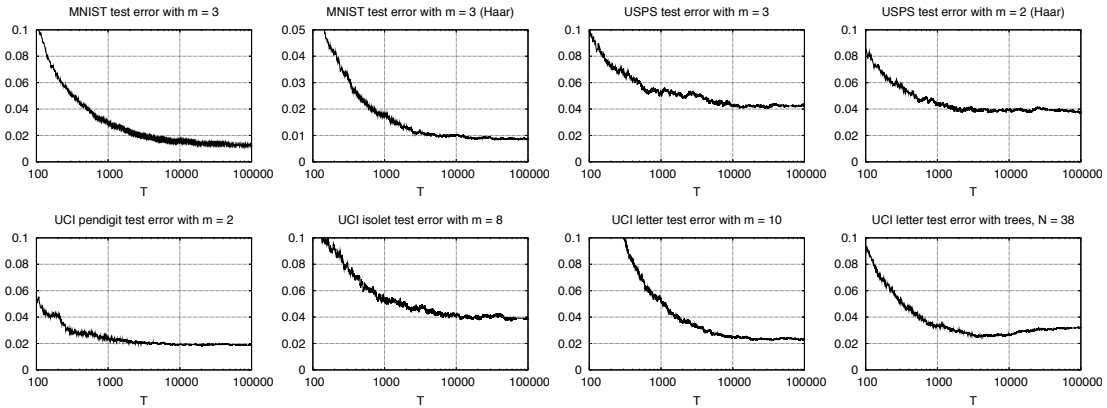 MNIST test error with m = 3
0.1
0.08
0.06
0.04
0.02
0
100 1000 10000 100000
T
MNIST test error with m = 3 (Haar)
0.05
0.04
0.03
0.02
0.01
0
100 1000 10000 100000
T
USPS test error with m = 3
0.1
0.08
0.06
0.04
0.02
0
100 1000 10000 100000
T
USPS test error with m = 2 (Haar)
0.1
0.08
0.06
0.04
0.02
0
100 1000 10000 100000
T
UCI pendigit test error with m = 2
0.1
0.08
0.06
0.04
0.02
0
100 1000 10000 100000
T
UCI isolet test error with m = 8
0.1
0.08
0.06
0.04
0.02
0
100 1000 10000 100000
T
UCI letter test error with m = 10
0.1
0.08
0.06
0.04
0.02
0
100 1000 10000 100000
T
UCI letter test error with trees, N = 38
0.1
0.08
0.06
0.04
0.02
0
100 1000 10000 100000
T